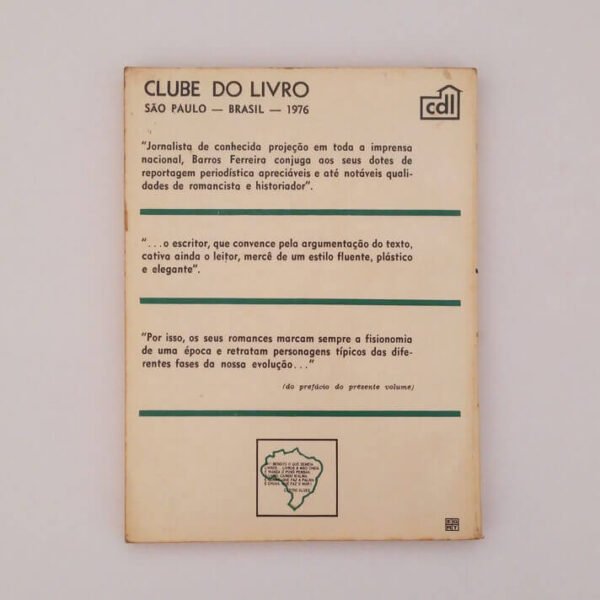 CLUBE DO LIVRO
SÃO PAULO — BRASIL — 1976
cdl
"Jornalista de conhecida projeção em toda a imprensa
nacional, Barros Ferreira conjuga aos seus dotes de
reportagem periodística apreciáveis e até notáveis quali-
dades de romancista e historiador".
"...o escritor, que convence pela argumentação do texto,
cativa ainda o leitor, mercê de um estilo fluente, plástico
e elegante".
"Por isso, os seus romances marcam sempre a fisionomia
de uma época e retratam personagens típicos das dife-
rentes fases da nossa evolução..."
(do prefácio do presente volume)
CASTRO ALVES